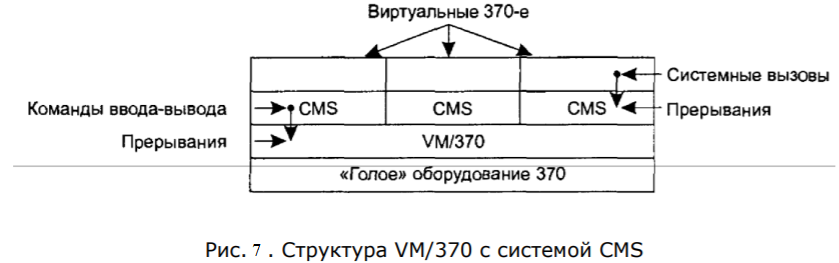 Виртуальные 370-е
Системные вызовы
Команды ввода-вывода
CMS
CMS
CMS
Прерывания
Прерывания
VM/370
«Голое» оборудование 370
Рис. 7 . Структура VM/370 с системой CMS